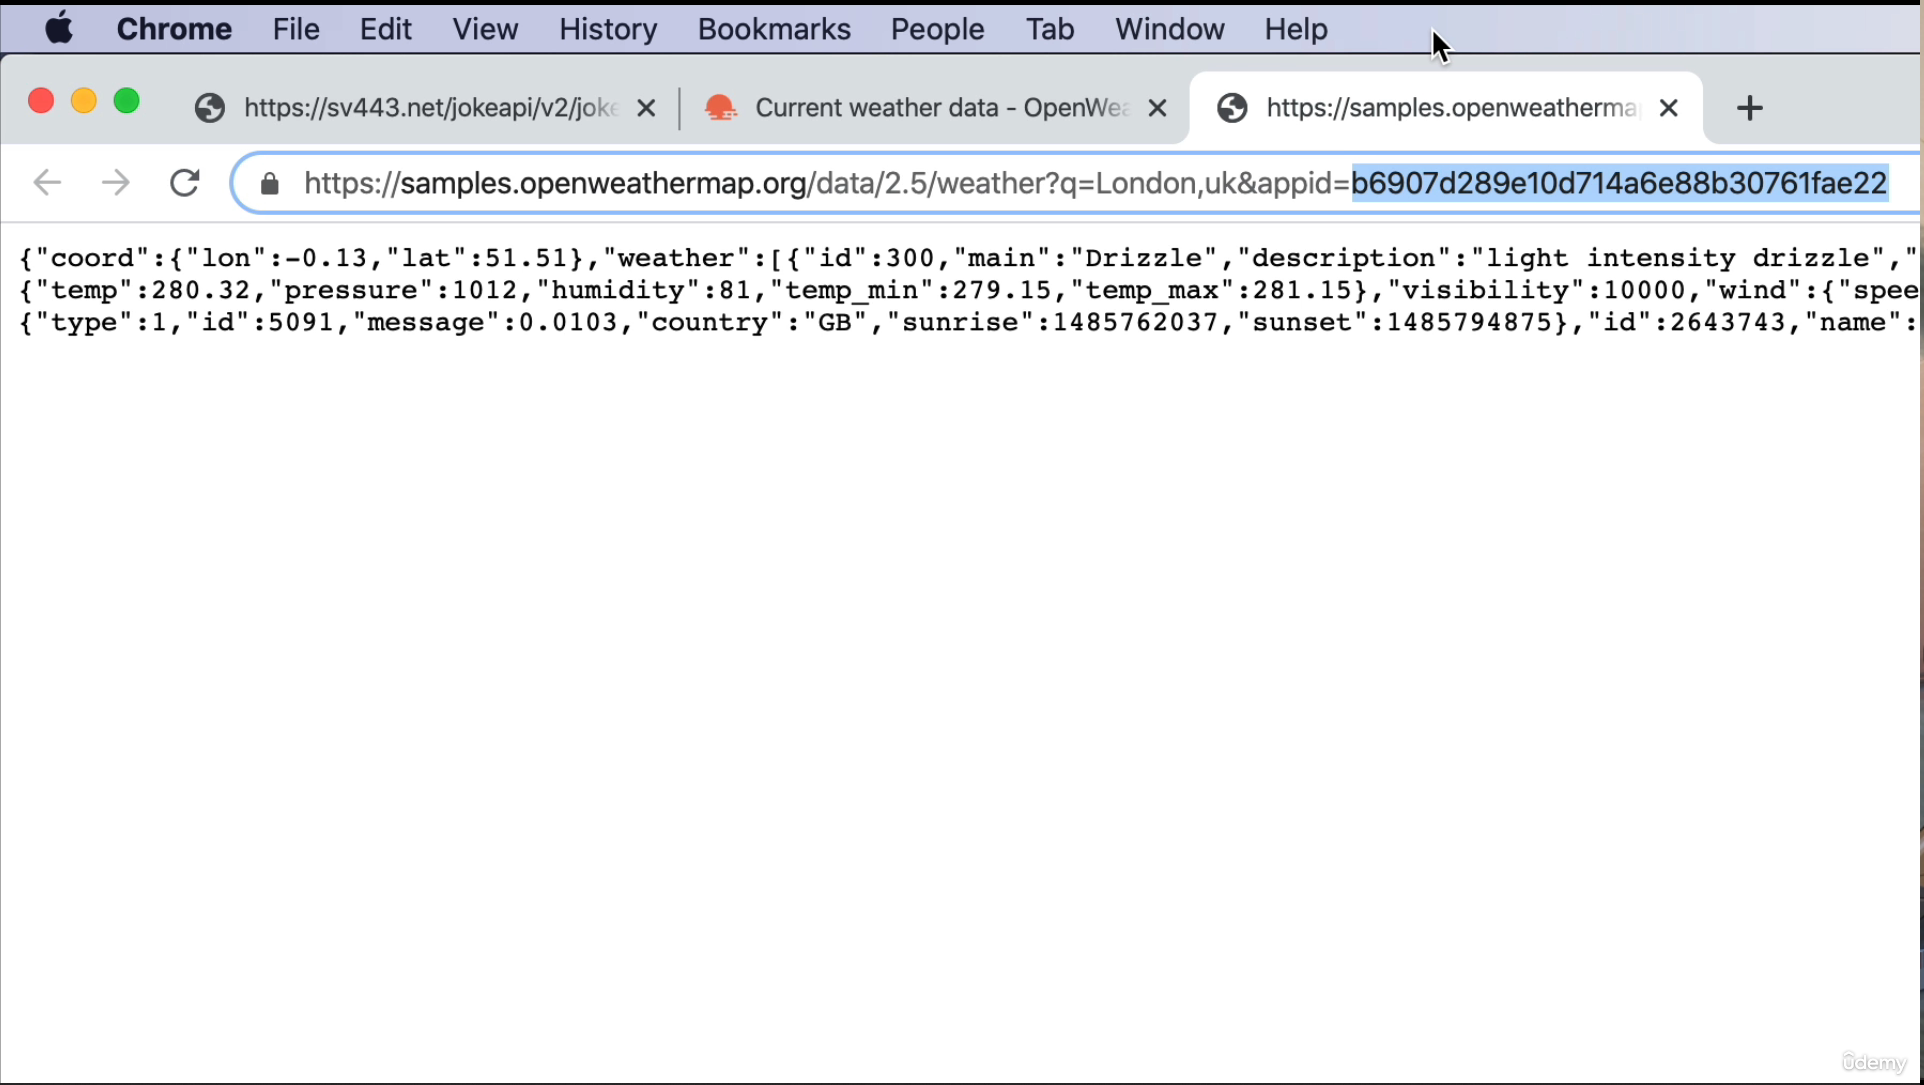 Chrome File Edit View History Bookmarks People Tab Window Help
https://sv443.net/jokeapi/v2/joke Current weather data - OpenWea https://samples.openweatherma
https://samples.openweathermap.org/data/2.5/weather?q=London,uk&appid=b6907d289e10d714a6e88b30761fae22
{"coord":{"lon":-0.13,"lat":51.51},"weather":[{"id":300,"main":"Drizzle","description":"light intensity drizzle","
{"temp":280.32,"pressure":1012,"humidity":81,"temp_min":279.15,"temp_max":281.15},"visibility":10000,"wind":{"spee
{"type":1,"id":5091,"message":0.0103,"country":"GB","sunrise":1485762037,"sunset":1485794875},"id":2643743,"name":
ûdemy